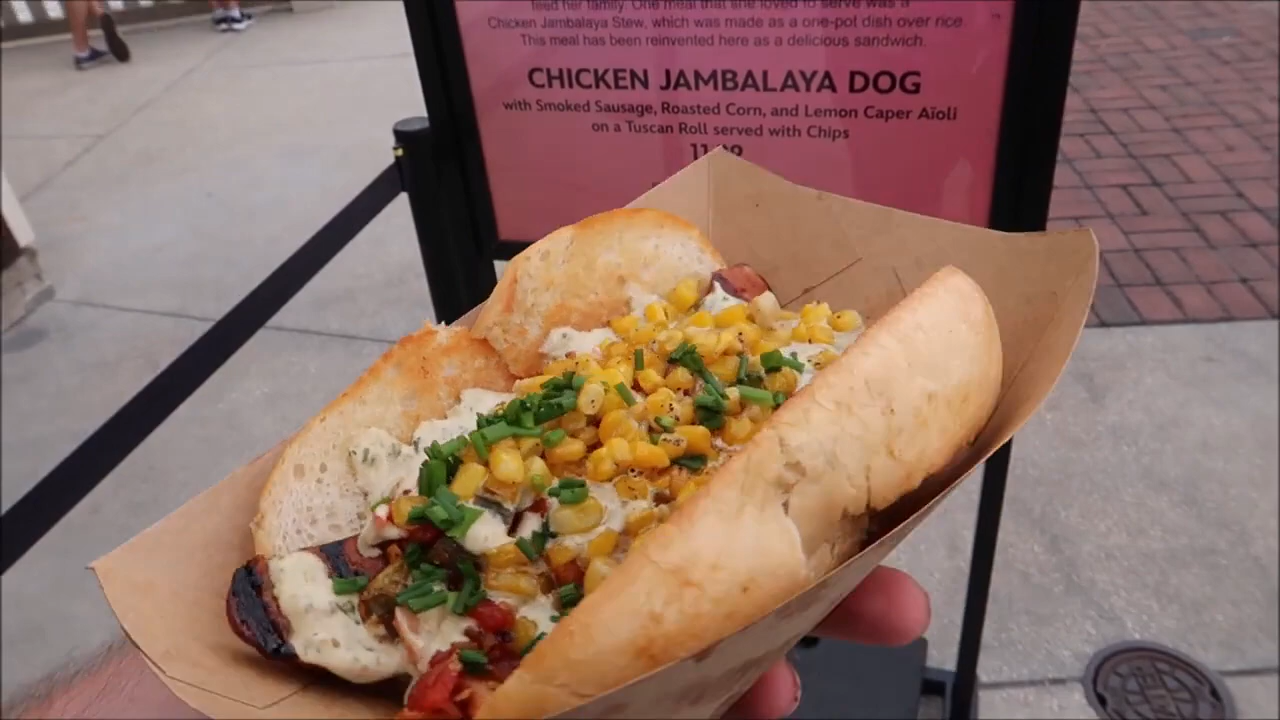 feed her family. One meal that she loved to serve was a
Chicken Jambalaya Stew, which was made as a one-pot dish over rice
This meal has been reinvented here as a delicious sandwich.
CHICKEN JAMBALAYA DOG
with Smoked Sausage, Roasted Corn, and Lemon Caper Aïoli
on a Tuscan Roll served with Chips